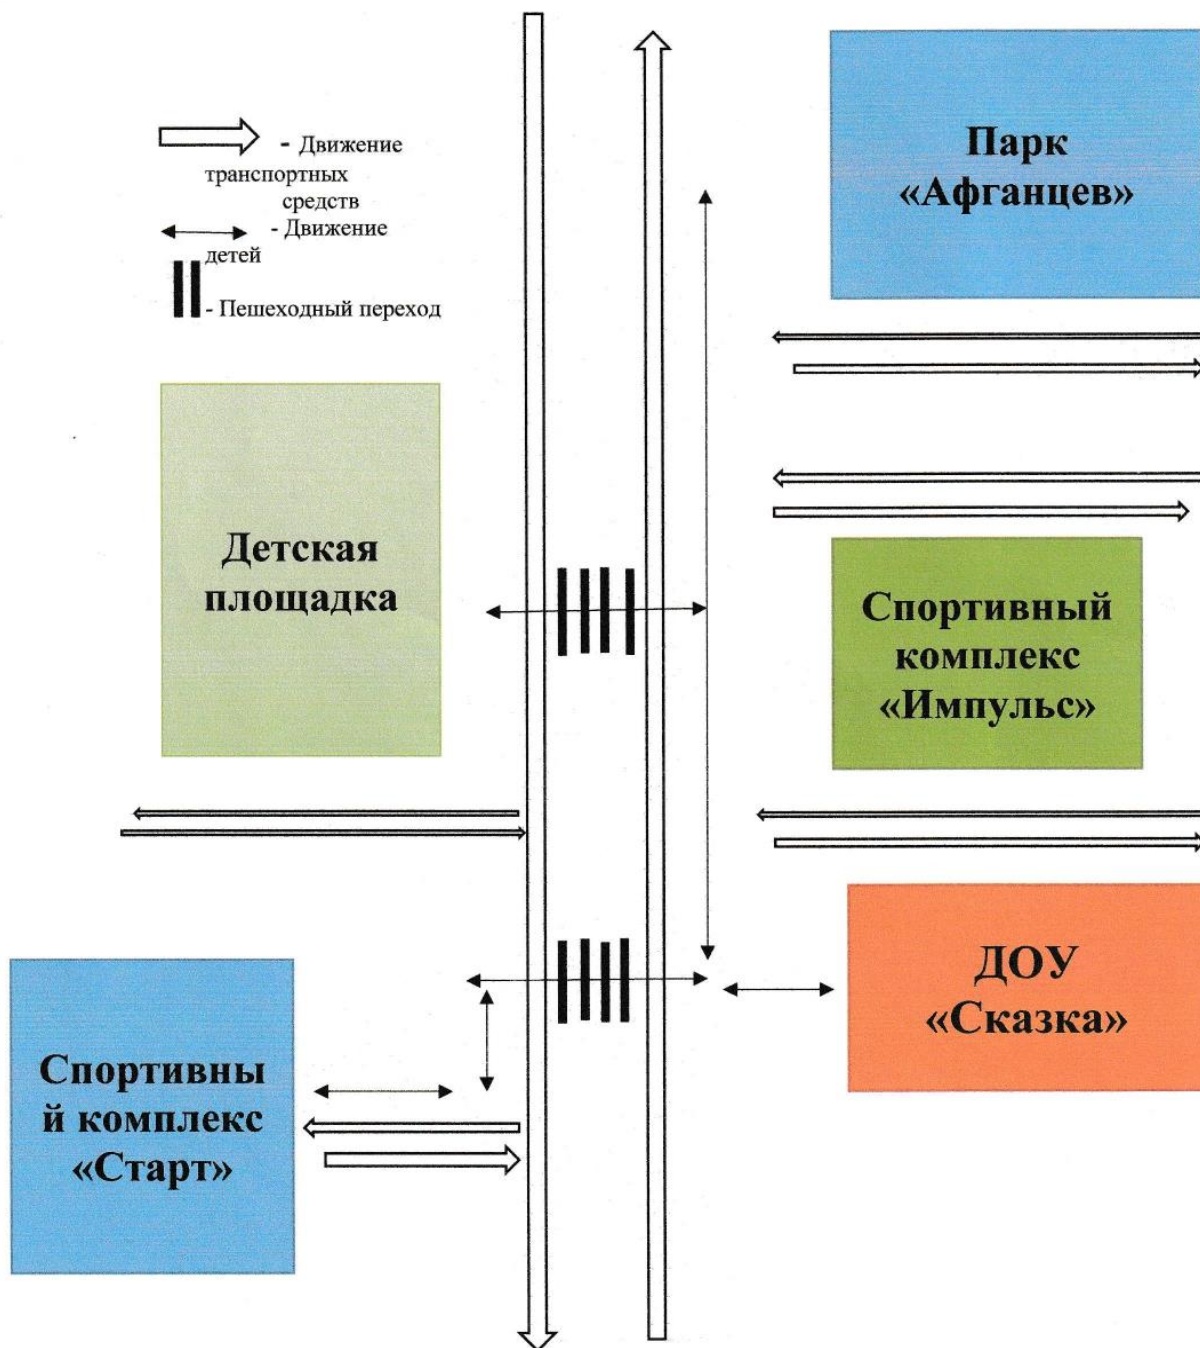 - Движение
транспортных
средств
- Движение
детей
- Пешеходный переход
Парк
«Афганцев»
Детская
площадка
Спортивный
комплекс
«Импульс»
ДОУ
«Сказка»
Спортивны
й комплекс
«Старт»